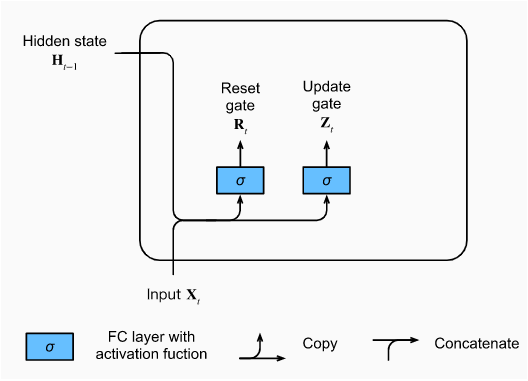 Hidden state
H_{t−1}
Reset
gate
R_t
Update
gate
Z_t
σ
σ
Input X_t
σ
FC layer with
activation fuction
Copy
Concatenate